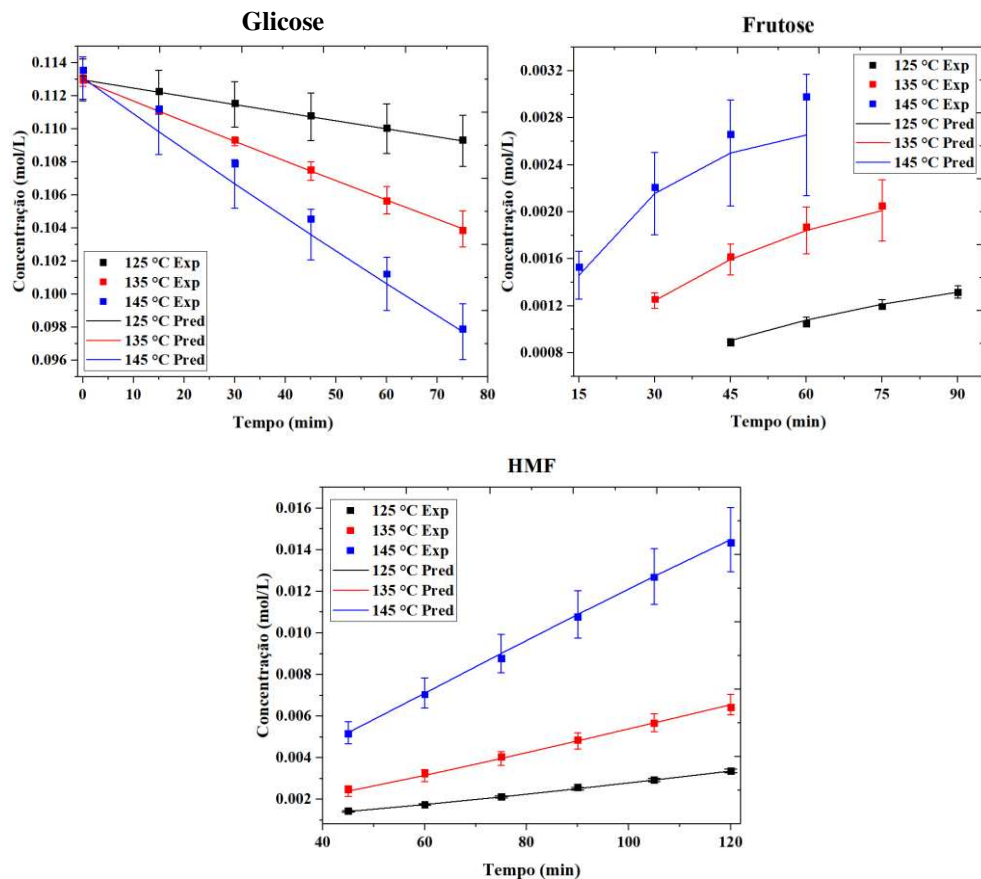 Glicose
0.114
0.112
0.110
0.108
0.106
0.104
0.102
0.100
0.098
0.096
Concentração (mol/L)
125 °C Exp
135 °C Exp
145 °C Exp
125 °C Pred
135 °C Pred
145 °C Pred
0 10 20 30 40 50 60 70 80
Tempo (mim)
Frutose
0.0032
0.0028
0.0024
0.0020
0.0016
0.0012
0.0008
Concentração (mol/L)
125 °C Exp
135 °C Exp
145 °C Exp
125 °C Pred
135 °C Pred
145 °C Pred
15 30 45 60 75 90
Tempo (min)
HMF
0.016
0.014
0.012
0.010
0.008
0.006
0.004
0.002
Concentração (mol/L)
125 °C Exp
135 °C Exp
145 °C Exp
125 °C Pred
135 °C Pred
145 °C Pred
40 60 80 100 120
Tempo (min)